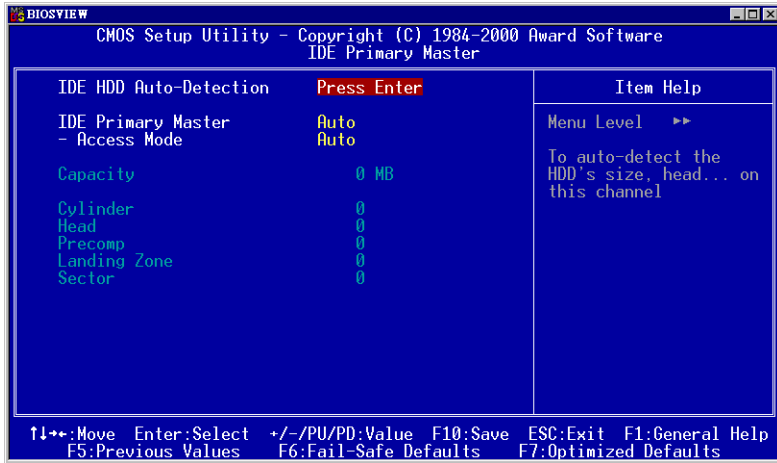 BIOSVIEW
CMOS Setup Utility - Copyright (C) 1984-2000 Award Software
IDE Primary Master
IDE HDD Auto-Detection Press Enter
IDE Primary Master Auto
- Access Mode Auto
Capacity 0 MB
Cylinder 0
Head 0
Precomp 0
Landing Zone 0
Sector 0
Item Help
Menu Level ►►
To auto-detect the
HDD's size, head... on
this channel
↑↓→←:Move Enter:Select +/-/PU/PD:Value F10:Save ESC:Exit F1:General Help
F5:Previous Values F6:Fail-Safe Defaults F7:Optimized Defaults